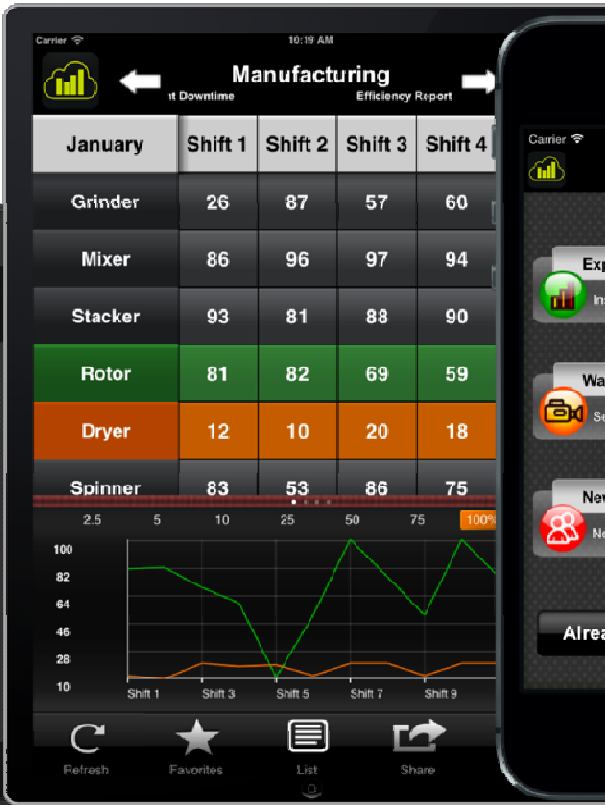 Carrier 10:19 AM
Manufacturing
nt Downtime Efficiency Report
January Shift 1 Shift 2 Shift 3 Shift 4
Grinder 26 87 57 60
Mixer 86 96 97 94
Stacker 93 81 88 90
Rotor 81 82 69 59
Dryer 12 10 20 18
Spinner 83 53 86 75
2.5 5 10 25 50 75 100%
100
82
64
46
28
10
Shift 1 Shift 3 Shift 5 Shift 7 Shift 9
Refresh Favorites List Share
Carrier
Exp
Ins
Wa
Se
New
Ne
Alrea